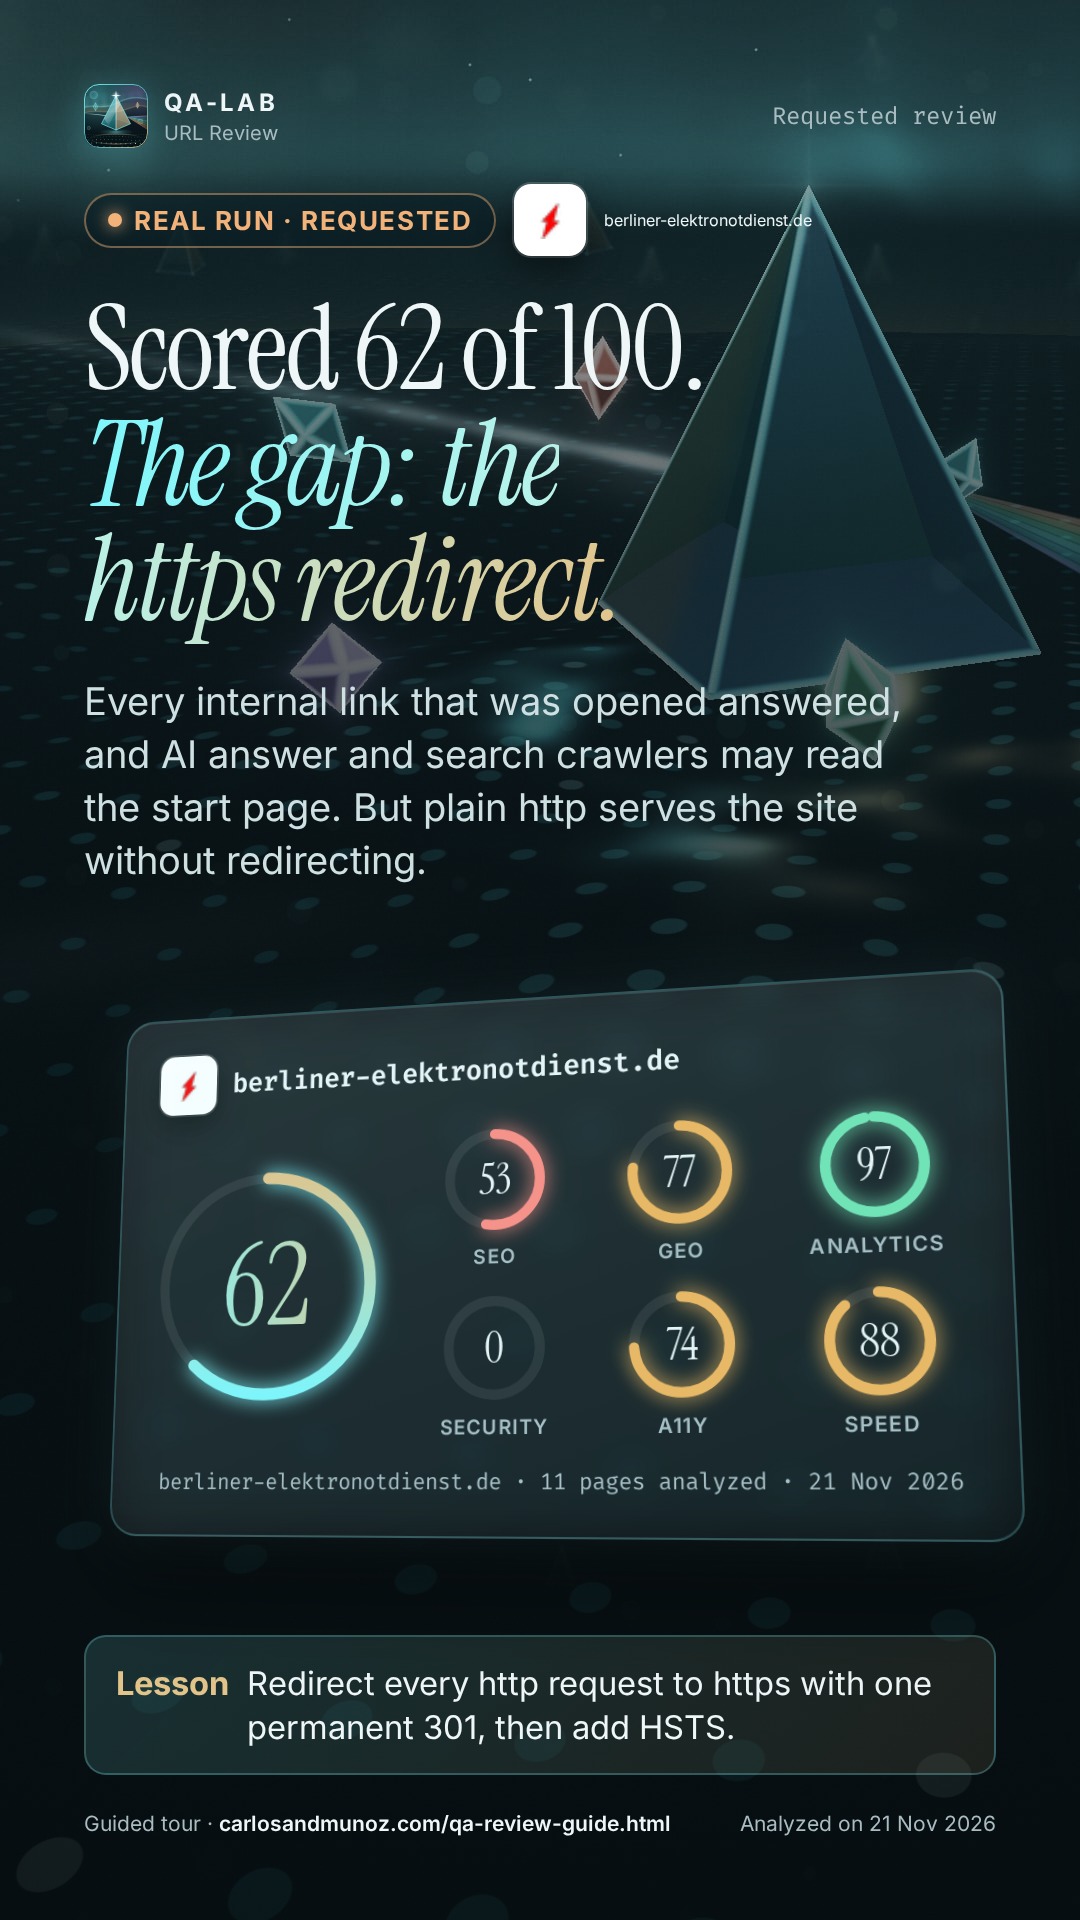 QA-LAB
URL Review
Requested review
REAL RUN · REQUESTED
berliner-elektronotdienst.de
Scored 62 of 100.
The gap: the
https redirect.
Every internal link that was opened answered,
and AI answer and search crawlers may read
the start page. But plain http serves the site
without redirecting.
berliner-elektronotdienst.de
62
53
SEO
77
GEO
97
ANALYTICS
0
SECURITY
74
A11Y
88
SPEED
berliner-elektronotdienst.de · 11 pages analyzed · 21 Nov 2026
Lesson Redirect every http request to https with one
permanent 301, then add HSTS.
Guided tour · carlosandmunoz.com/qa-review-guide.html
Analyzed on 21 Nov 2026